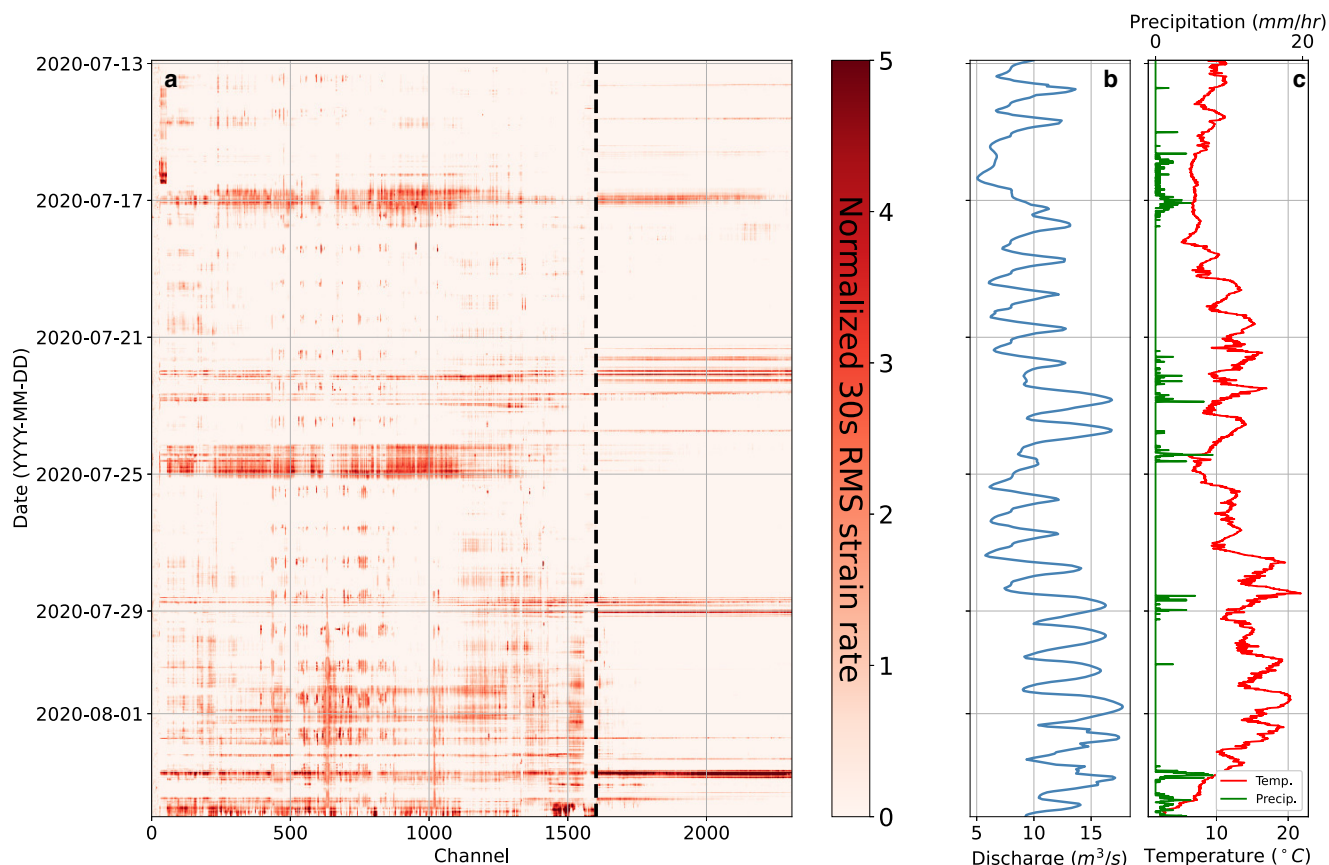 Precipitation (mm/hr)
0 20
a
b
c
2020-07-13
2020-07-17
2020-07-21
2020-07-25
2020-07-29
2020-08-01
Date (YYYY-MM-DD)
0 500 1000 1500 2000
Channel
5
4
3
2
1
0
Normalized 30s RMS strain rate
5 10 15
Discharge (m³/s)
Temp.
Precip.
10 20
Temperature (°C)